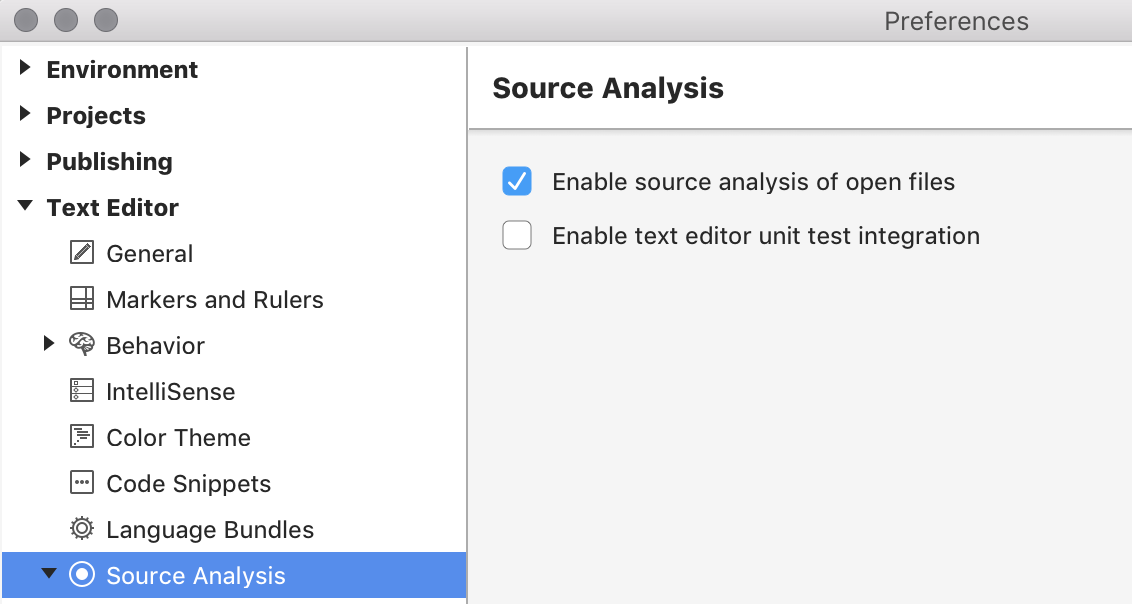 Preferences
Environment
Projects
Publishing
Text Editor
General
Markers and Rulers
Behavior
IntelliSense
Color Theme
Code Snippets
Language Bundles
Source Analysis
Source Analysis
Enable source analysis of open files
Enable text editor unit test integration